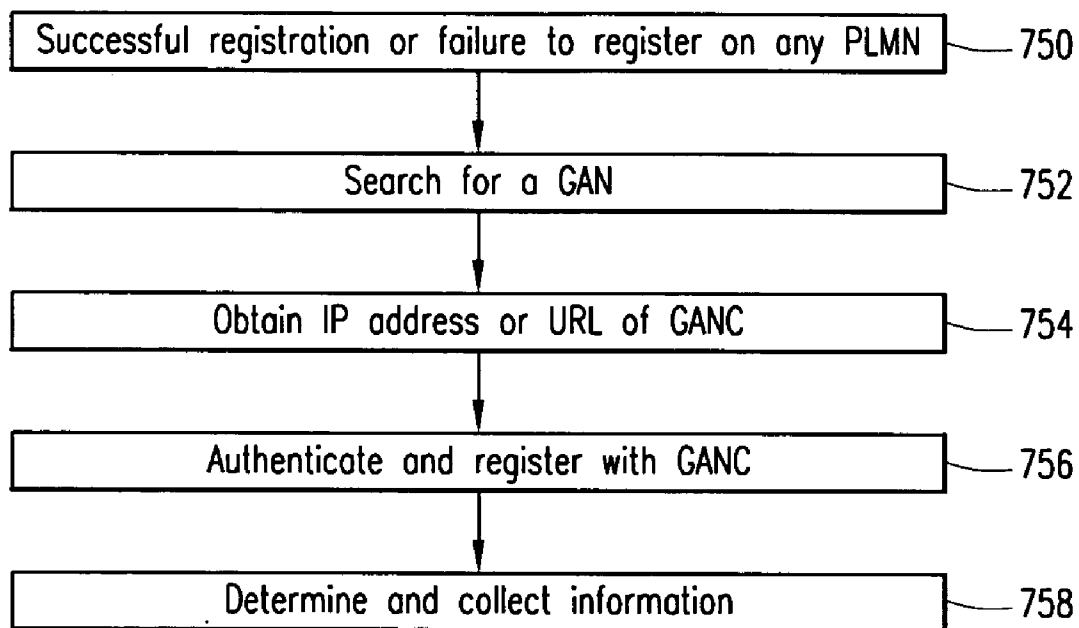 Successful registration or failure to register on any PLMN 750
Search for a GAN 752
Obtain IP address or URL of GANC 754
Authenticate and register with GANC 756
Determine and collect information 758